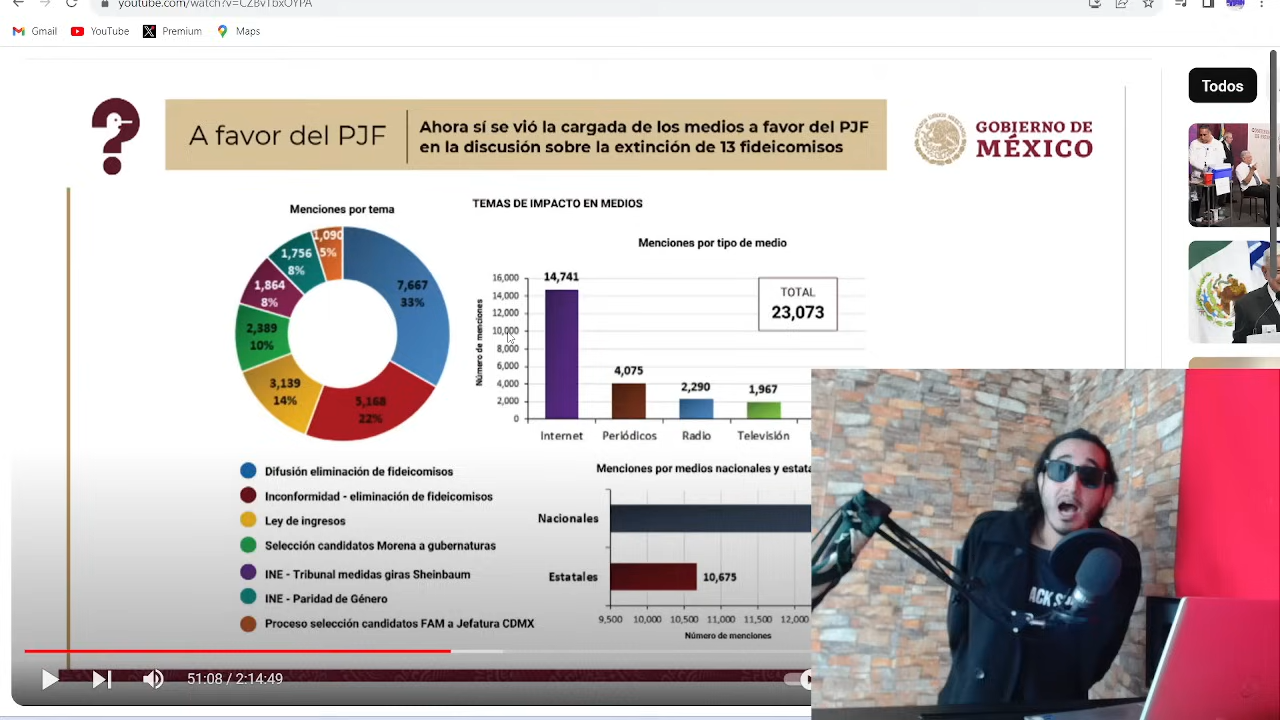 youtube.com/watch?v=CZBvTbxOYPA
Gmail
YouTube
Premium
Maps
Todos
A favor del PJF
Ahora sí se vió la cargada de los medios a favor del PJF
en la discusión sobre la extinción de 13 fideicomisos
GOBIERNO DE
MÉXICO
Menciones por tema
1,090
5%
1,756
8%
1,864
8%
2,389
10%
3,139
14%
5,168
22%
7,667
33%
TEMAS DE IMPACTO EN MEDIOS
Menciones por tipo de medio
Número de menciones
16,000
14,000
12,000
10,000
8,000
6,000
4,000
2,000
0
14,741
4,075
2,290
1,967
TOTAL
23,073
Internet
Periódicos
Radio
Televisión
Difusión eliminación de fideicomisos
Inconformidad - eliminación de fideicomisos
Ley de ingresos
Selección candidatos Morena a gubernaturas
INE - Tribunal medidas giras Sheinbaum
INE - Paridad de Género
Proceso selección candidatos FAM a Jefatura CDMX
Menciones por medios nacionales y estata
Nacionales
Estatales
10,675
9,500 10,000 10,500 11,000 11,500 12,000
Número de menciones
51:08 / 2:14:49